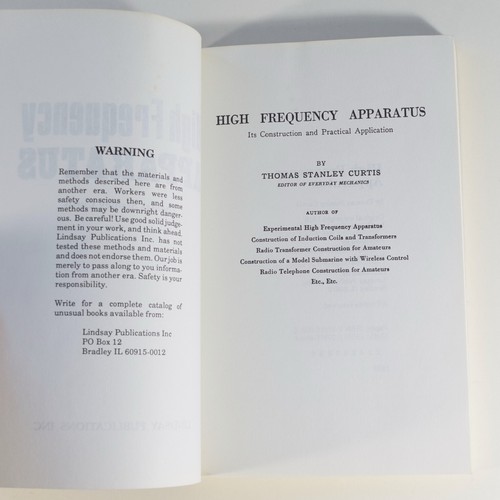 WARNING
Remember that the materials and
methods described here are from
another era. Workers were less
safety conscious then, and some
methods may be downright danger-
ous. Be careful! Use good solid judge-
ment in your work, and think ahead.
Lindsay Publications Inc. has not
tested these methods and materials
and does not endorse them. Our job is
merely to pass along to you informa-
tion from another era. Safety is your
responsibility.
Write for a complete catalog of
unusual books available from:
Lindsay Publications Inc
PO Box 12
Bradley IL 60915-0012
HIGH FREQUENCY APPARATUS
Its Construction and Practical Application
BY
THOMAS STANLEY CURTIS
EDITOR OF EVERYDAY MECHANICS
AUTHOR OF
Experimental High Frequency Apparatus
Construction of Induction Coils and Transformers
Radio Transformer Construction for Amateurs
Construction of a Model Submarine with Wireless Control
Radio Telephone Construction for Amateurs
Etc., Etc.